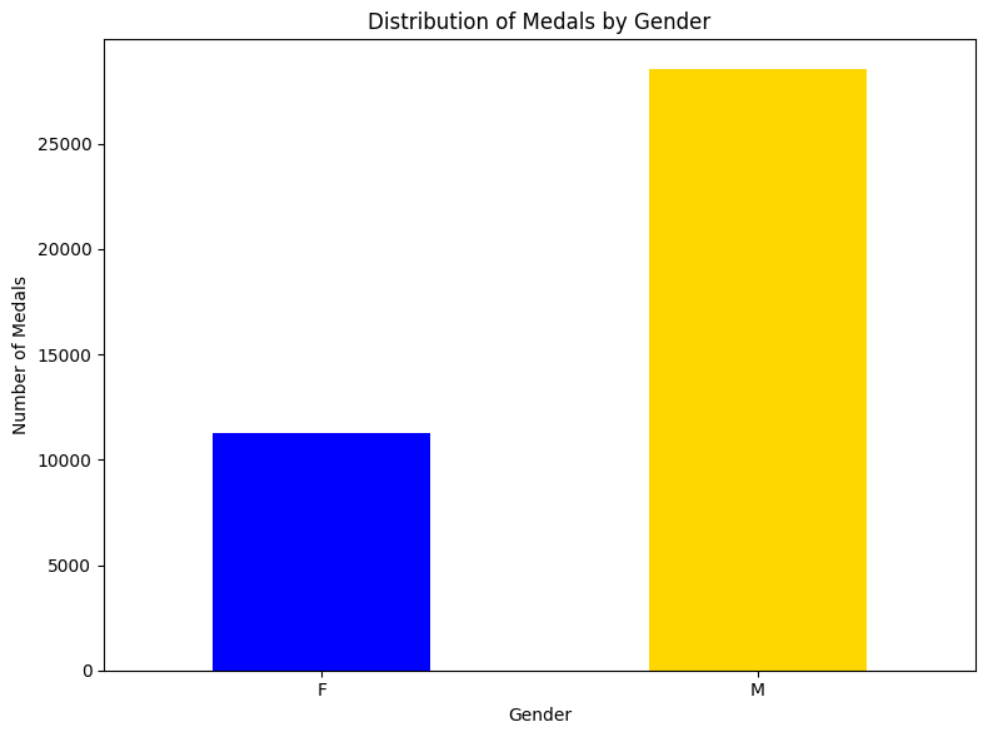 Distribution of Medals by Gender
Number of Medals
25000
20000
15000
10000
5000
0
F
M
Gender